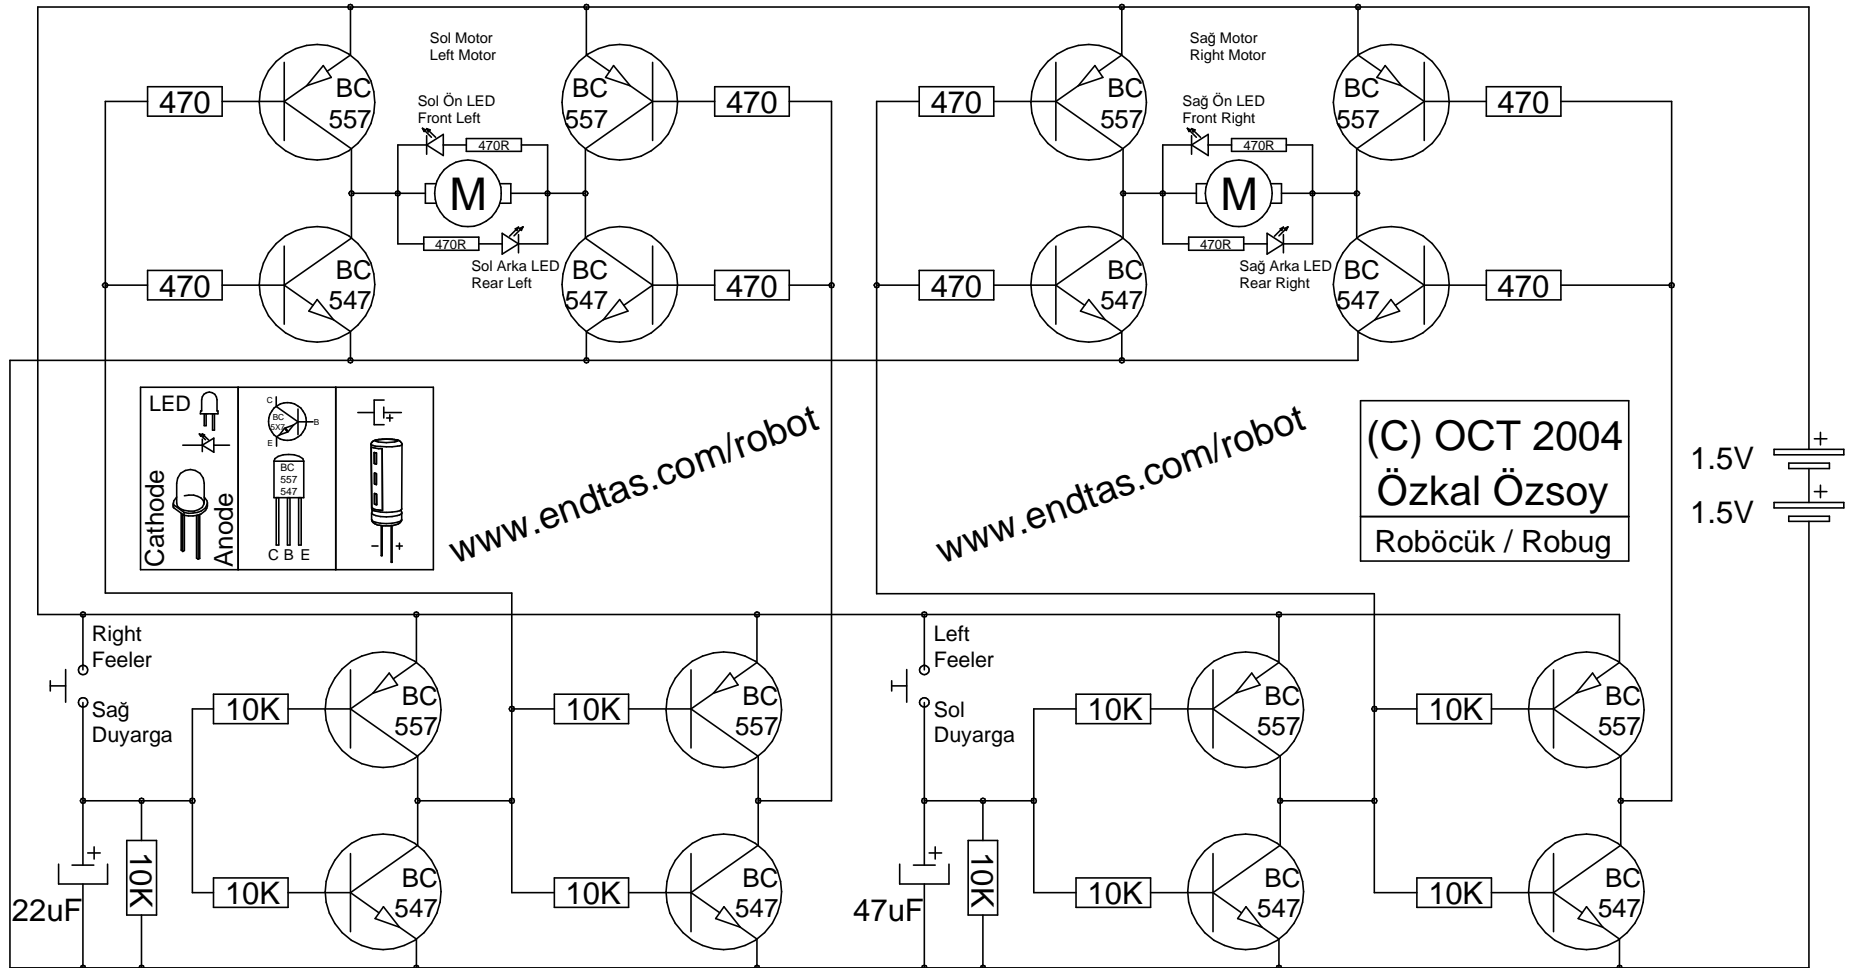 Sol Motor
Left Motor
Sağ Motor
Right Motor
BC
557
BC
557
BC
557
BC
557
470
470
470
470
Sol Ön LED
Front Left
Sağ Ön LED
Front Right
470R
470R
M
M
470R
470R
Sol Arka LED
Rear Left
Sağ Arka LED
Rear Right
BC
547
BC
547
BC
547
BC
547
470
470
470
470
LED
Cathode
Anode
C
BC
5X7
B
E
BC
557
547
C B E
+
- +
www.endtas.com/robot
www.endtas.com/robot
(C) OCT 2004
Özkal Özsoy
Roböcük / Robug
+
1.5V
+
1.5V
Right
Feeler
Sağ
Duyarga
10K
BC
557
10K
BC
557
Left
Feeler
Sol
Duyarga
10K
BC
557
10K
BC
557
+
22uF
10K
10K
BC
547
10K
BC
547
+
47uF
10K
10K
BC
547
10K
BC
547